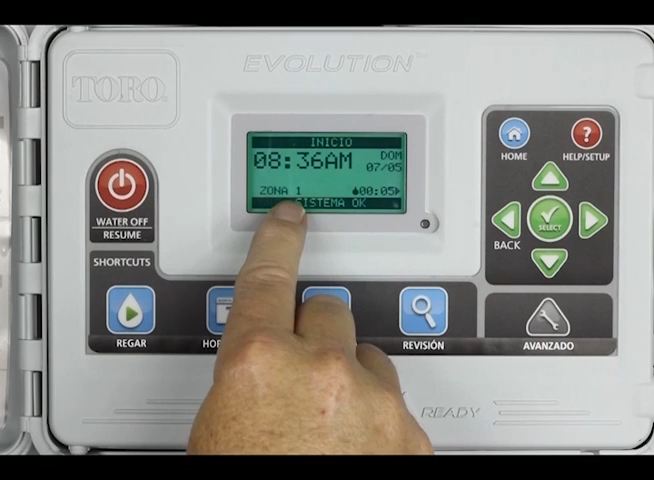 EVOLUTION™
TORO®
INICIO
08:36AM
DOM
07/05
ZONA 1
00:05
SISTEMA OK
HOME
HELP/SETUP
SELECT
BACK
WATER OFF
RESUME
SHORTCUTS
REGAR
REVISIÓN
AVANZADO
READY